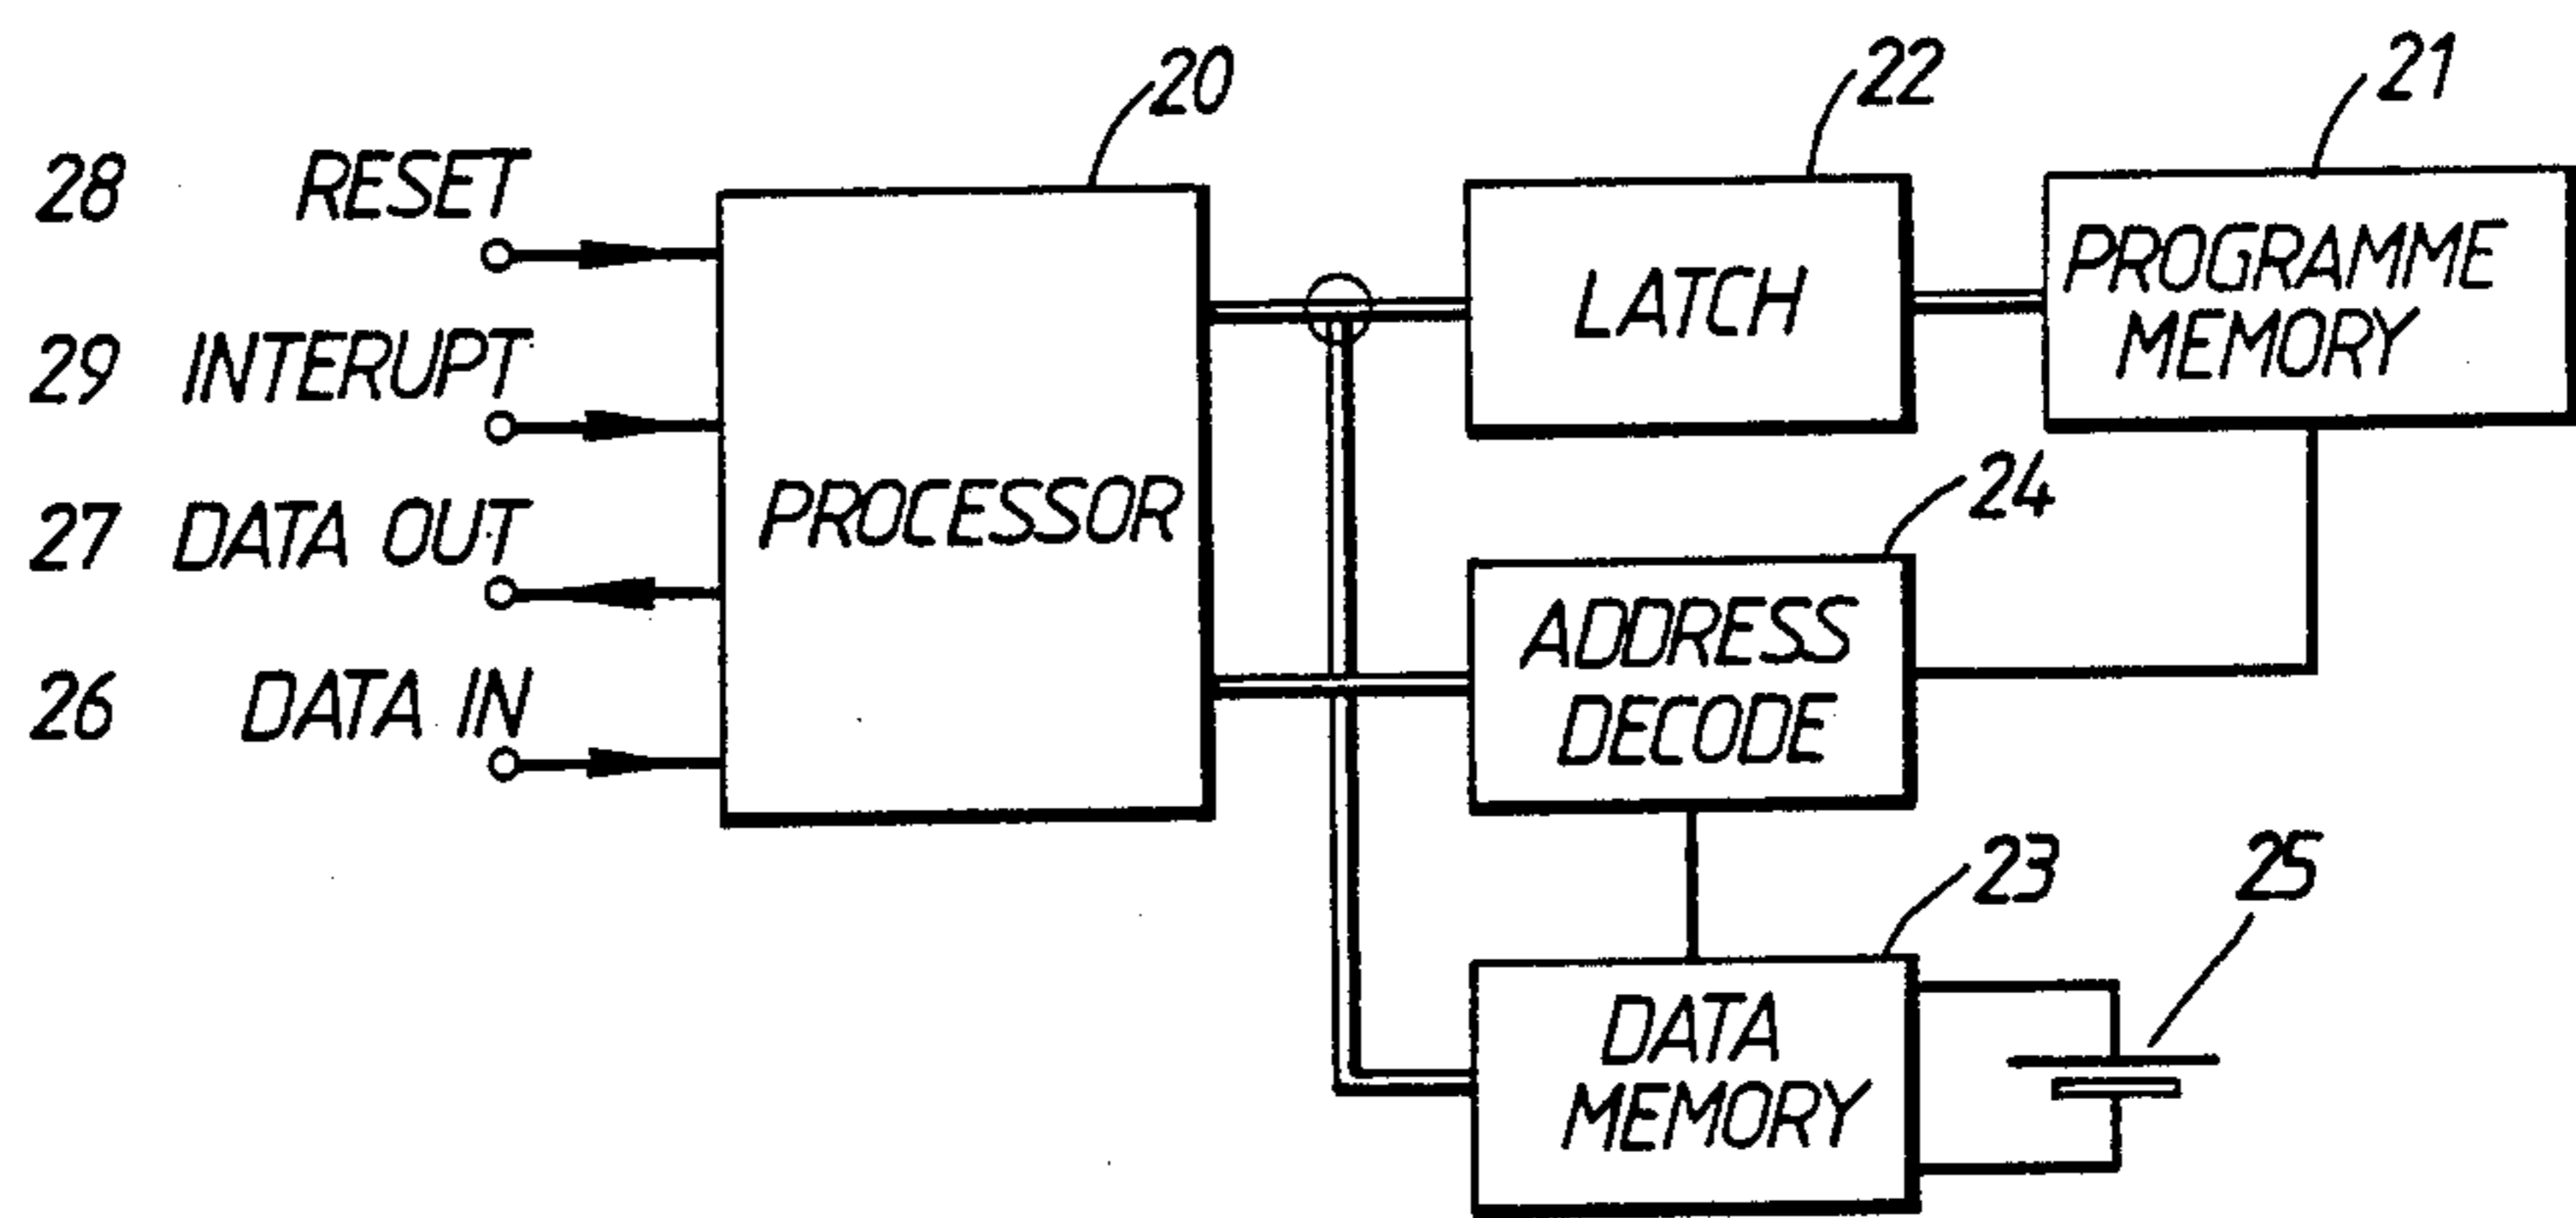 20
22
21
28 RESET
29 INTERUPT
27 DATA OUT
26 DATA IN
PROCESSOR
LATCH
PROGRAMME
MEMORY
24
ADDRESS
DECODE
23
25
DATA
MEMORY